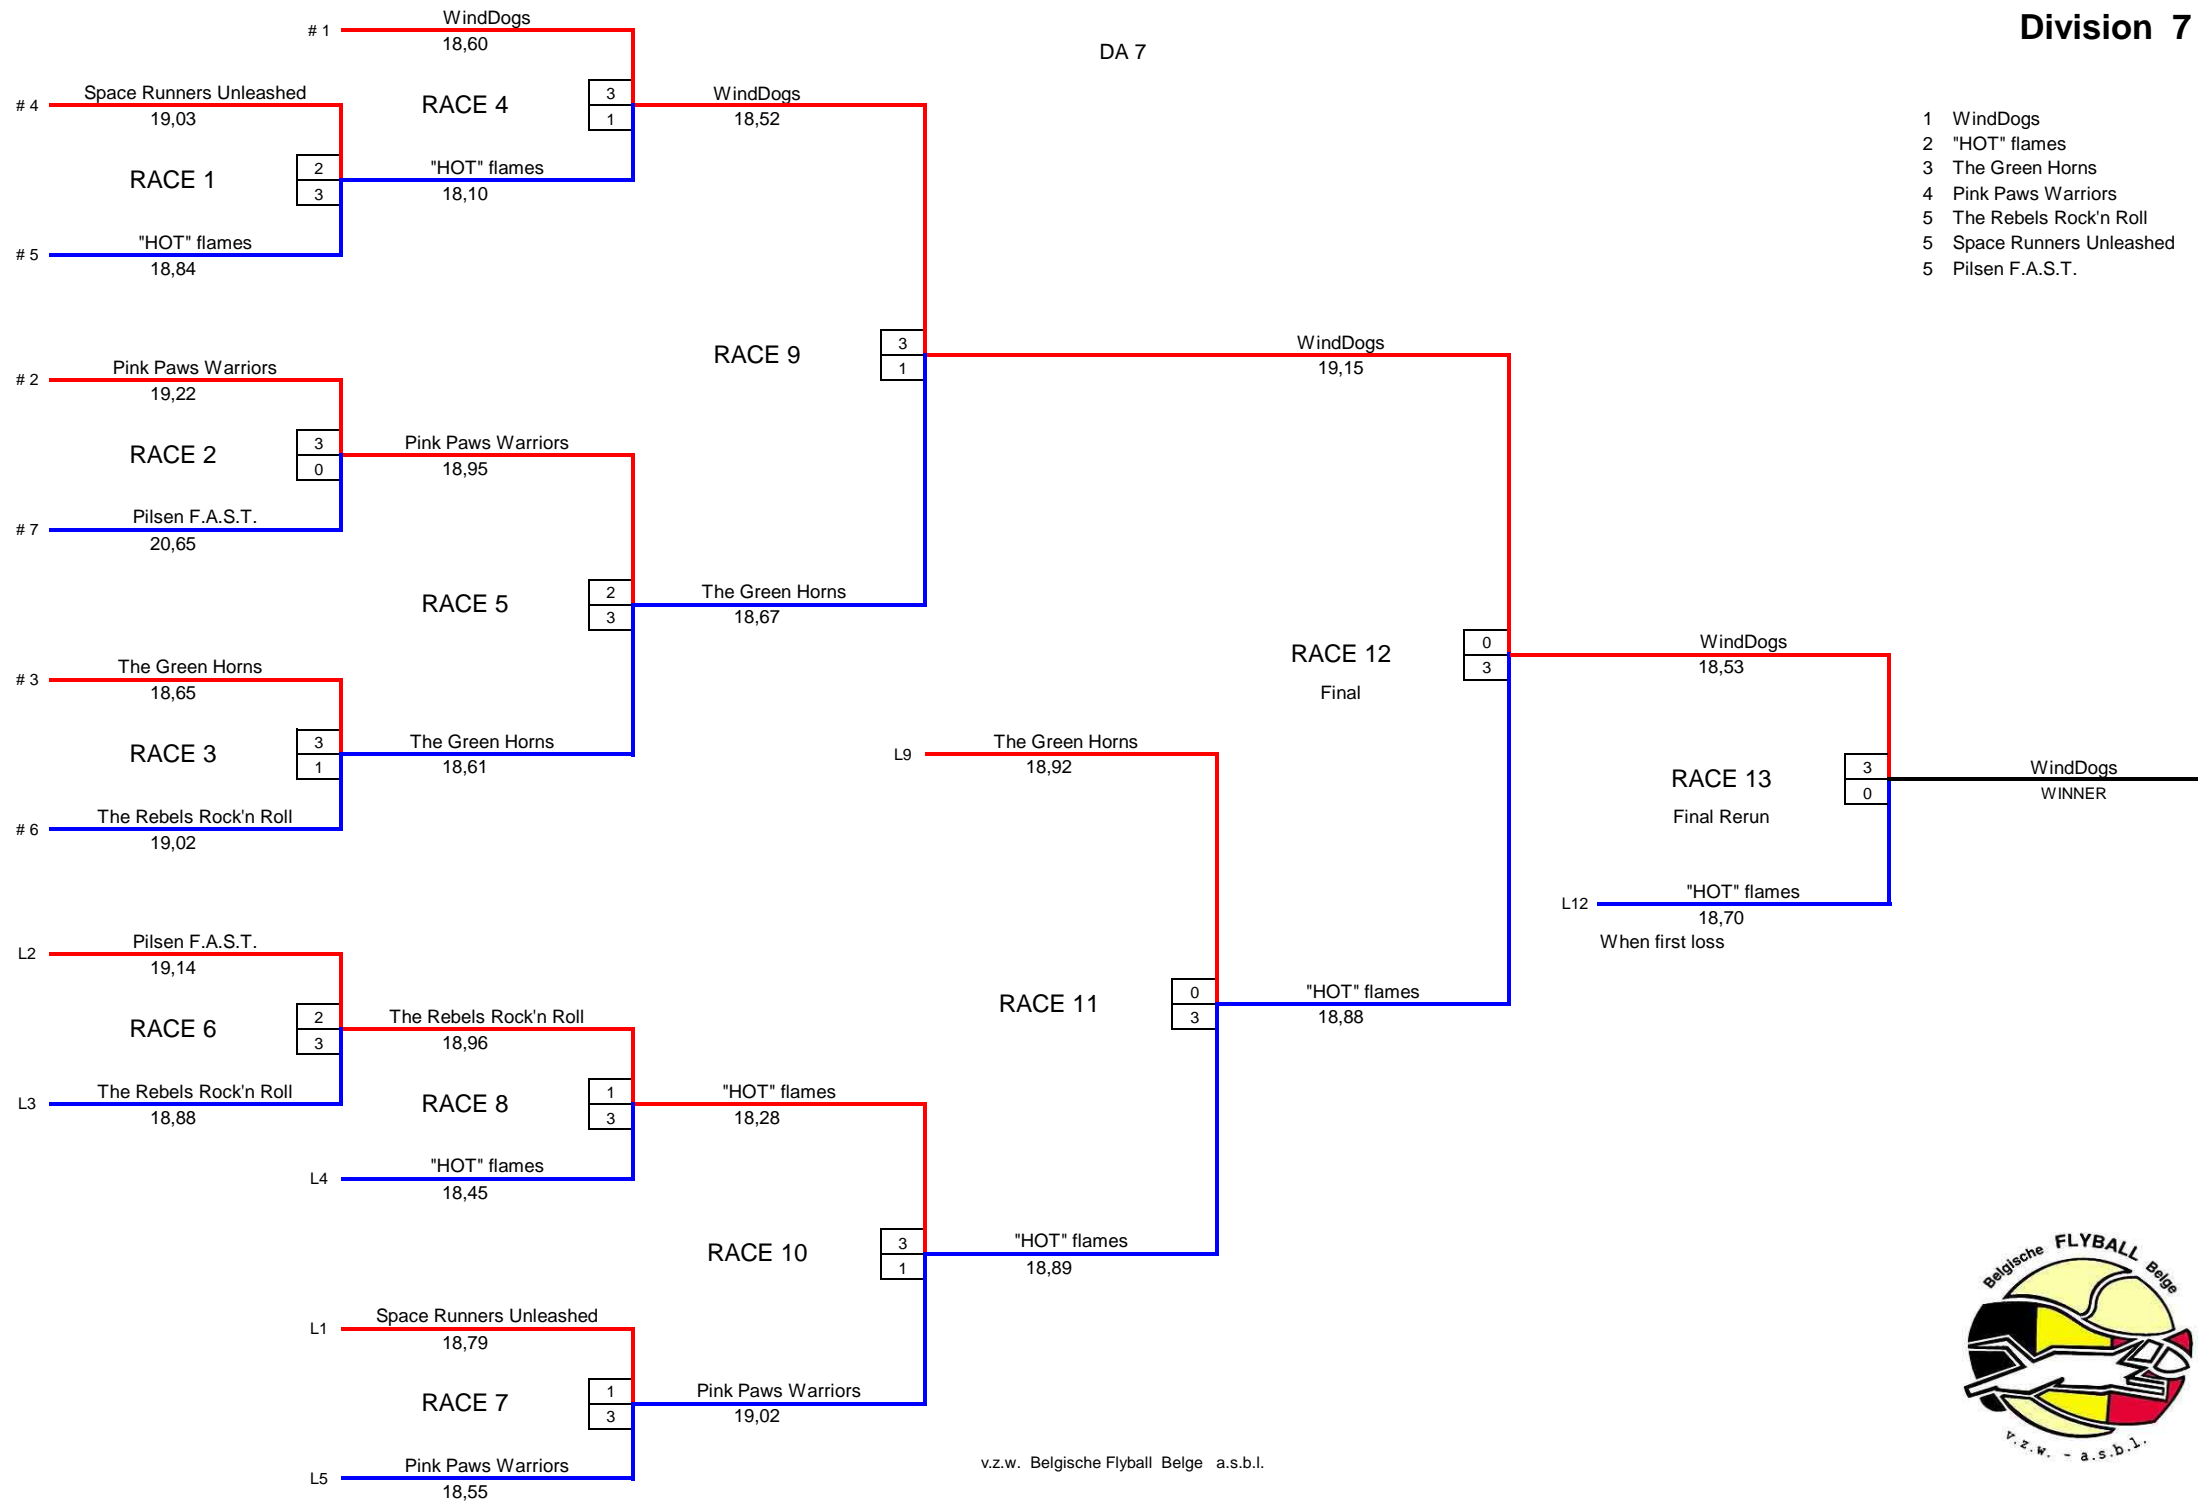 Division 7
DA 7
1 WindDogs
2 "HOT" flames
3 The Green Horns
4 Pink Paws Warriors
5 The Rebels Rock'n Roll
5 Space Runners Unleashed
5 Pilsen F.A.S.T.
# 1 WindDogs
18,60
# 4 Space Runners Unleashed
19,03
RACE 1
2
3
# 5 "HOT" flames
18,84
RACE 4
3
1
"HOT" flames
18,10
WindDogs
18,52
# 2 Pink Paws Warriors
19,22
RACE 2
3
0
# 7 Pilsen F.A.S.T.
20,65
Pink Paws Warriors
18,95
RACE 5
2
3
The Green Horns
18,67
RACE 9
3
1
WindDogs
19,15
# 3 The Green Horns
18,65
RACE 3
3
1
# 6 The Rebels Rock'n Roll
19,02
The Green Horns
18,61
L9 The Green Horns
18,92
RACE 12
0
3
Final
WindDogs
18,53
RACE 13
3
0
Final Rerun
WindDogs
WINNER
L12 "HOT" flames
18,70
When first loss
L2 Pilsen F.A.S.T.
19,14
RACE 6
2
3
L3 The Rebels Rock'n Roll
18,88
The Rebels Rock'n Roll
18,96
RACE 8
1
3
L4 "HOT" flames
18,45
"HOT" flames
18,28
RACE 11
0
3
"HOT" flames
18,88
RACE 10
3
1
"HOT" flames
18,89
L1 Space Runners Unleashed
18,79
RACE 7
1
3
L5 Pink Paws Warriors
18,55
Pink Paws Warriors
19,02
v.z.w. Belgische Flyball Belge a.s.b.l.
Belgische FLYBALL Belge
v.z.w. - a.s.b.l.